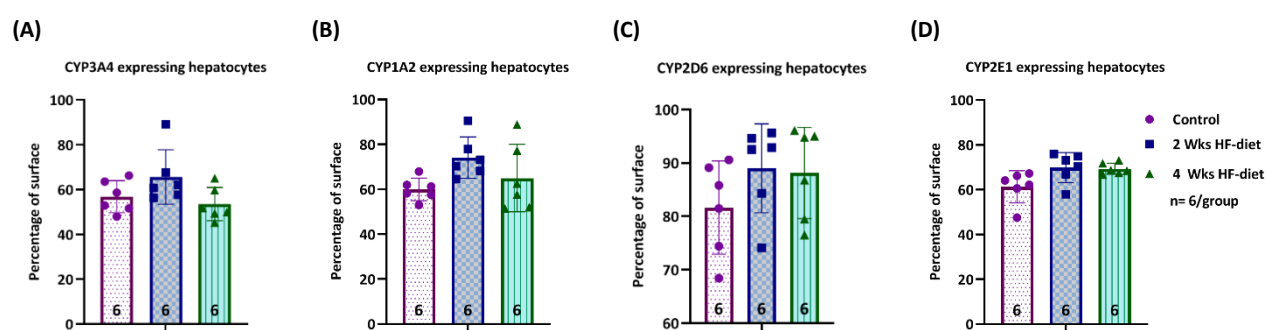 (A)
CYP3A4 expressing hepatocytes
Percentage of surface
100
80
60
40
20
0
6
6
6
(B)
CYP1A2 expressing hepatocytes
Percentage of surface
100
80
60
40
20
0
6
6
6
(C)
CYP2D6 expressing hepatocytes
Percentage of surface
100
90
80
70
60
6
6
6
(D)
CYP2E1 expressing hepatocytes
Percentage of surface
100
80
60
40
20
0
6
6
6
Control
2 Wks HF-diet
4 Wks HF-diet
n= 6/group